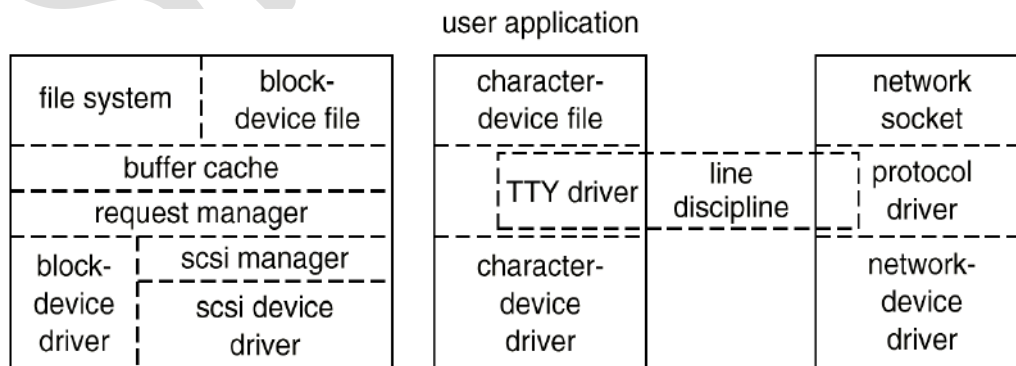 user application
file system
block-
device file
buffer cache
request manager
block-
device
driver
scsi manager
scsi device
driver
character-
device file
TTY driver
line
discipline
character-
device
driver
network
socket
protocol
driver
network-
device
driver